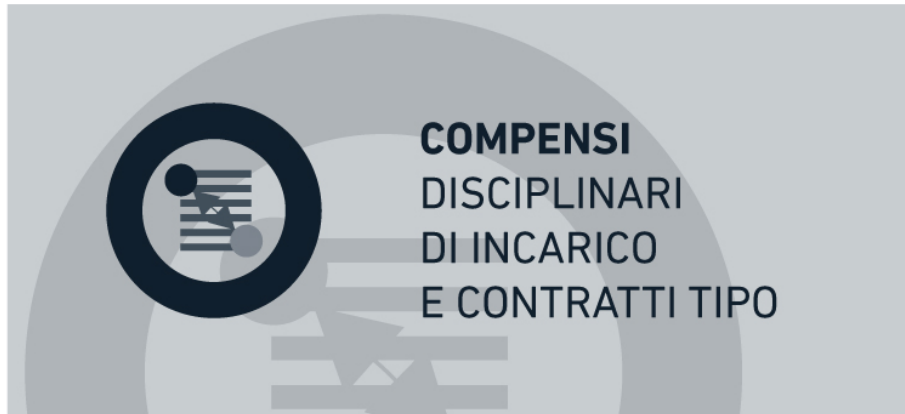 COMPENSI
DISCIPLINARI
DI INCARICO
E CONTRATTI TIPO